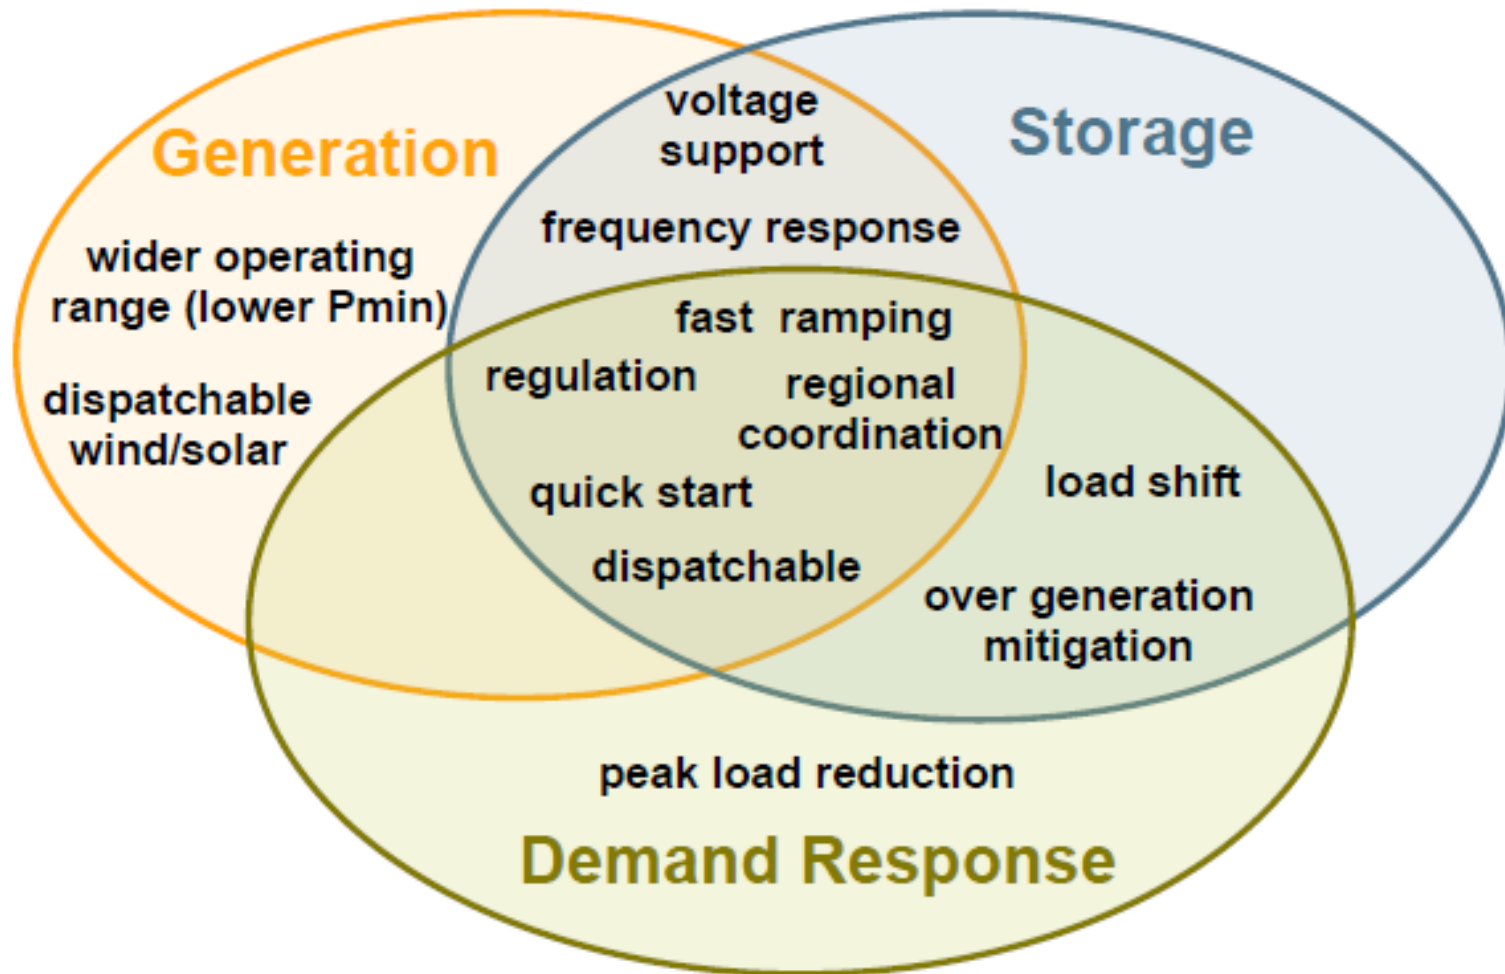 voltage
support
Generation
Storage
frequency response
wider operating
range (lower Pmin)
fast ramping
regulation
regional
coordination
dispatchable
wind/solar
quick start
load shift
dispatchable
over generation
mitigation
peak load reduction
Demand Response